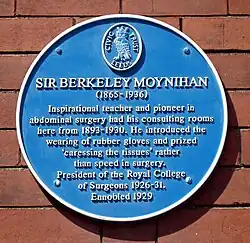 CIVIC TRUST
LEEDS
SIR BERKELEY MOYNIHAN
(1865-1936)
Inspirational teacher and pioneer in
abdominal surgery had his consulting rooms
here from 1893-1930. He introduced the
wearing of rubber gloves and prized
'caressing the tissues' rather
than speed in surgery.
President of the Royal College
of Surgeons 1926-31.
Ennobled 1929